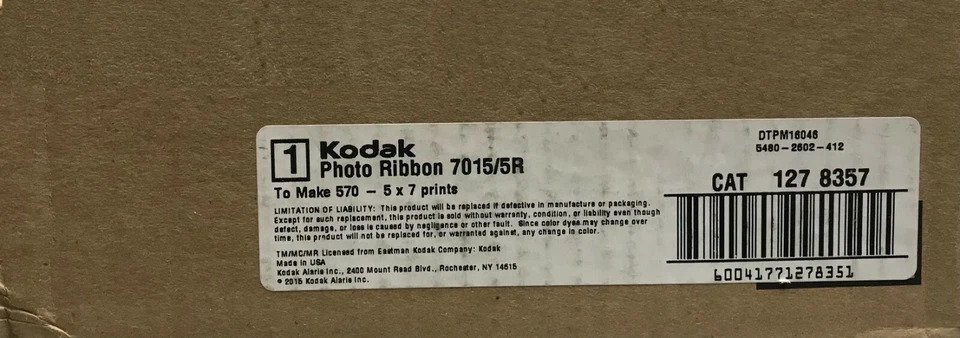 1 Kodak
Photo Ribbon 7015/5R
To Make 570 - 5 x 7 prints
LIMITATION OF LIABILITY: This product will be replaced if defective in manufacture or packaging.
Except for such replacement, this product is sold without warranty, condition, or liability even though
defect, damage, or loss is caused by negligence or other fault. Since color dyes may change over
time, this product will not be replaced for, or warranted against, any change in color.
TM/MC/MR Licensed from Eastman Kodak Company: Kodak
Made in USA
Kodak Alaris Inc., 2400 Mount Read Blvd., Rochester, NY 14615
© 2015 Kodak Alaris Inc.
DTPM16046
5480-2602-412
CAT 127 8357
60041771278351